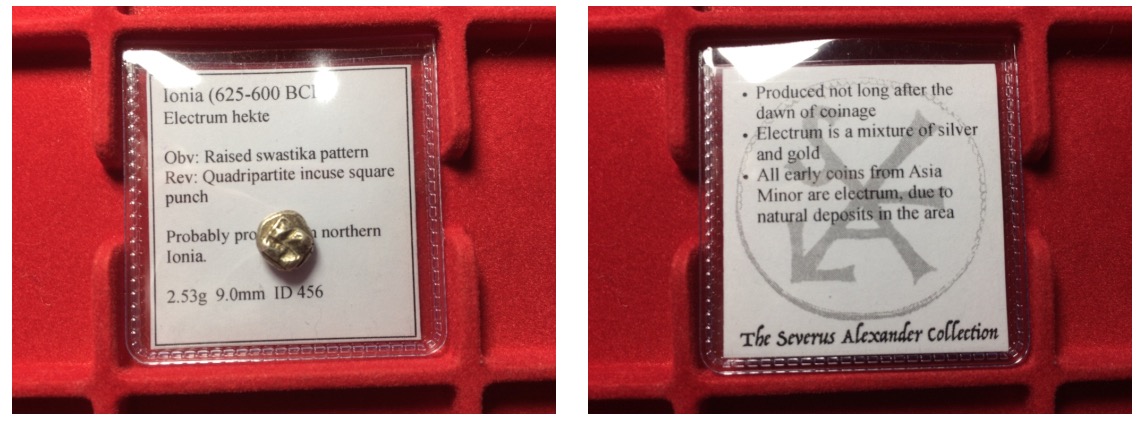 Ionia (625-600 BC)
Electrum hekte
Obv: Raised swastika pattern
Rev: Quadripartite incuse square
punch
Probably northern
Ionia.
2.53g 9.0mm ID 456
• Produced not long after the
dawn of coinage
• Electrum is a mixture of silver
and gold
• All early coins from Asia
Minor are electrum, due to
natural deposits in the area
The Severus Alexander Collection